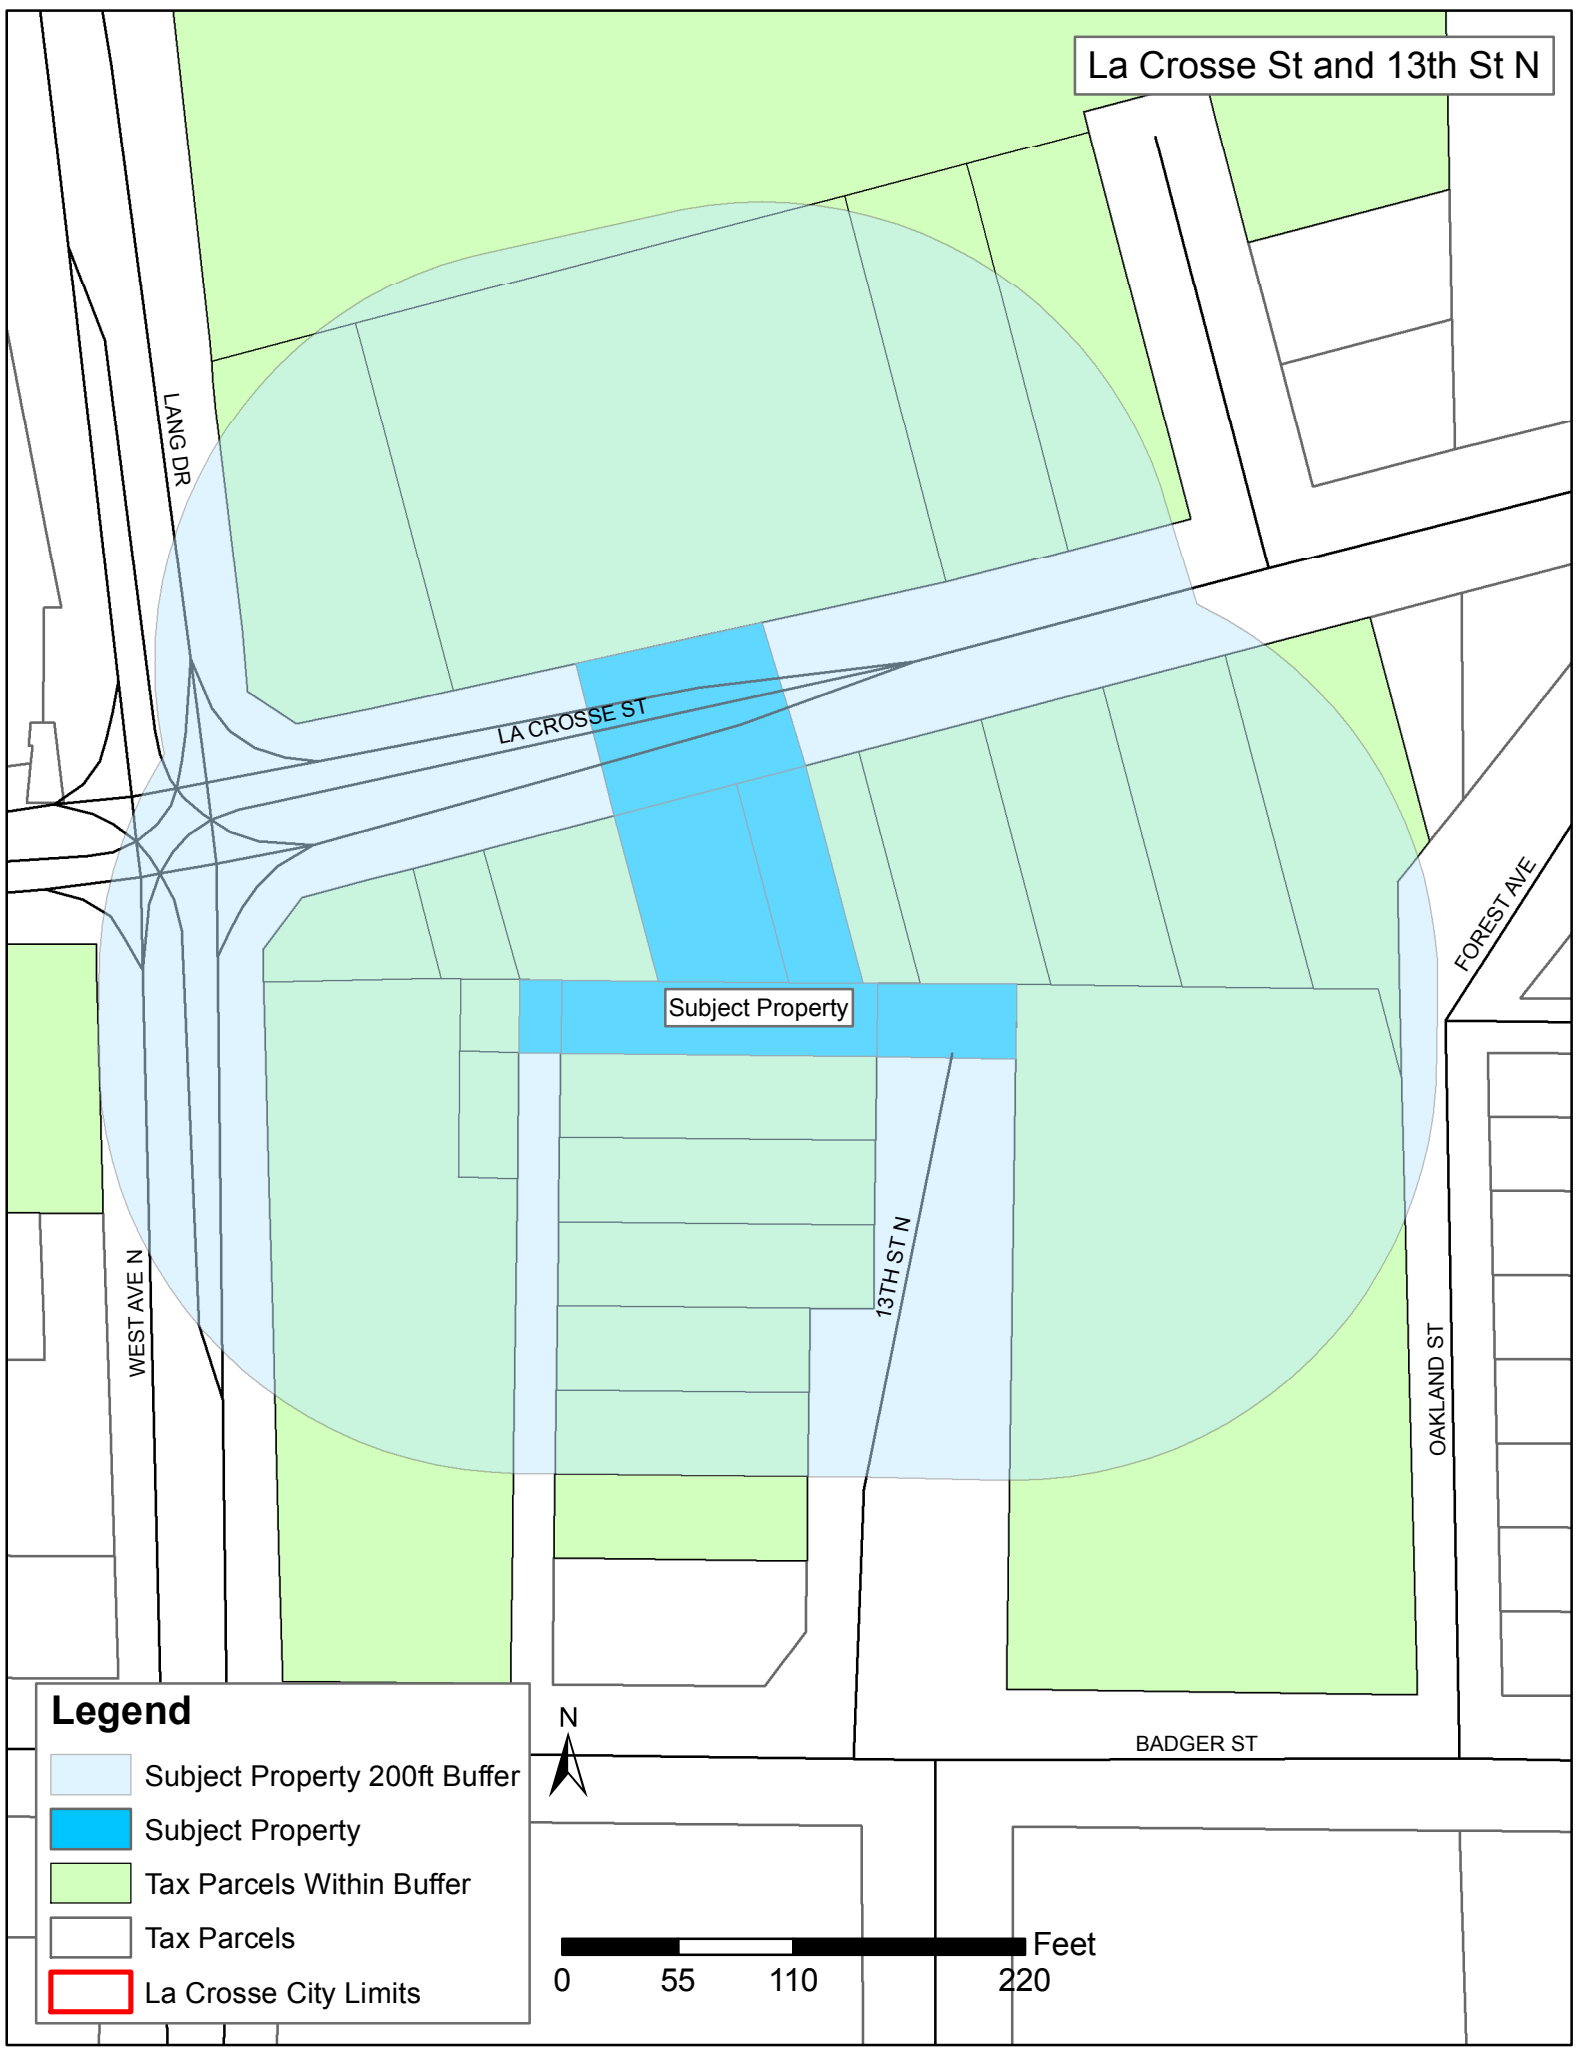 La Crosse St and 13th St N
LANG DR
LA CROSSE ST
FOREST AVE
Subject Property
13TH ST N
WEST AVE N
OAKLAND ST
BADGER ST
N
Legend
Subject Property 200ft Buffer
Subject Property
Tax Parcels Within Buffer
Tax Parcels
La Crosse City Limits
Feet
0 55 110 220